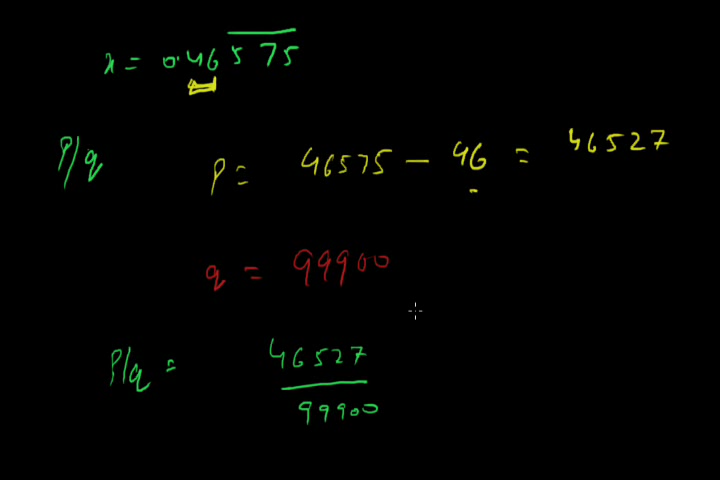 x = 0.46575
P/q
P = 46575 - 46 = 46527
q = 99900
P/q = 46527/99900